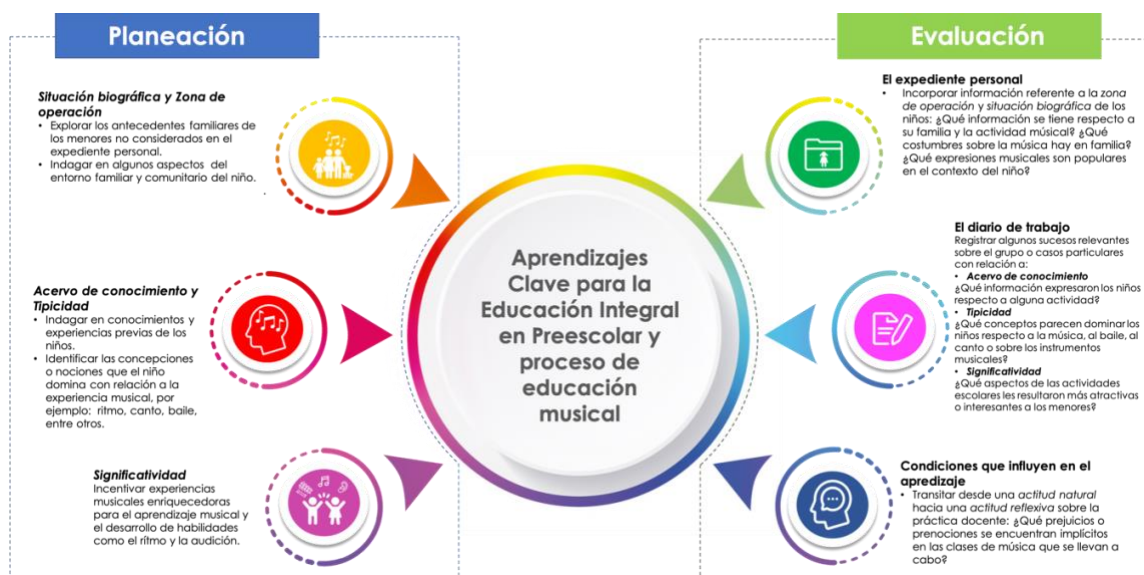 Planeación
Situación biográfica y Zona de
operación
• Explorar los antecedentes familiares de
los menores no considerados en el
expediente personal.
• Indagar en algunos aspectos del
entorno familiar y comunitario del niño.
Acervo de conocimiento y
Tipicidad
• Indagar en conocimientos y
experiencias previas de los
niños.
• Identificar las concepciones
o nociones que el niño
domina con relación a la
experiencia musical, por
ejemplo: ritmo, canto, baile,
entre otros.
Significatividad
Incentivar experiencias
musicales enriquecedoras
para el aprendizaje musical y
el desarrollo de habilidades
como el rítmo y la audición.
Aprendizajes
Clave para la
Educación Integral
en Preescolar y
proceso de
educación
musical
Evaluación
El expediente personal
• Incorporar información referente a la zona
de operación y situación biográfica de los
niños: ¿Qué información se tiene respecto a
su familia y la actividad músical? ¿Qué
costumbres sobre la música hay en familia?
¿Qué expresiones musicales son populares
en el contexto del niño?
El diario de trabajo
Registrar algunos sucesos relevantes
sobre el grupo o casos particulares
con relación a:
• Acervo de conocimiento
¿Qué información expresaron los niños
respecto a alguna actividad?
• Tipicidad
¿Qué conceptos parecen dominar los
niños respecto a la música, al baile, al
canto o sobre los instrumentos
musicales?
• Significatividad
¿Qué aspectos de las actividades
escolares les resultaron más atractivas
o interesantes a los menores?
Condiciones que influyen en el
apredizaje
• Transitar desde una actitud natural
hacia una actitud reflexiva sobre la
práctica docente: ¿Qué prejuicios o
prenociones se encuentran implícitos
en las clases de música que se llevan a
cabo?